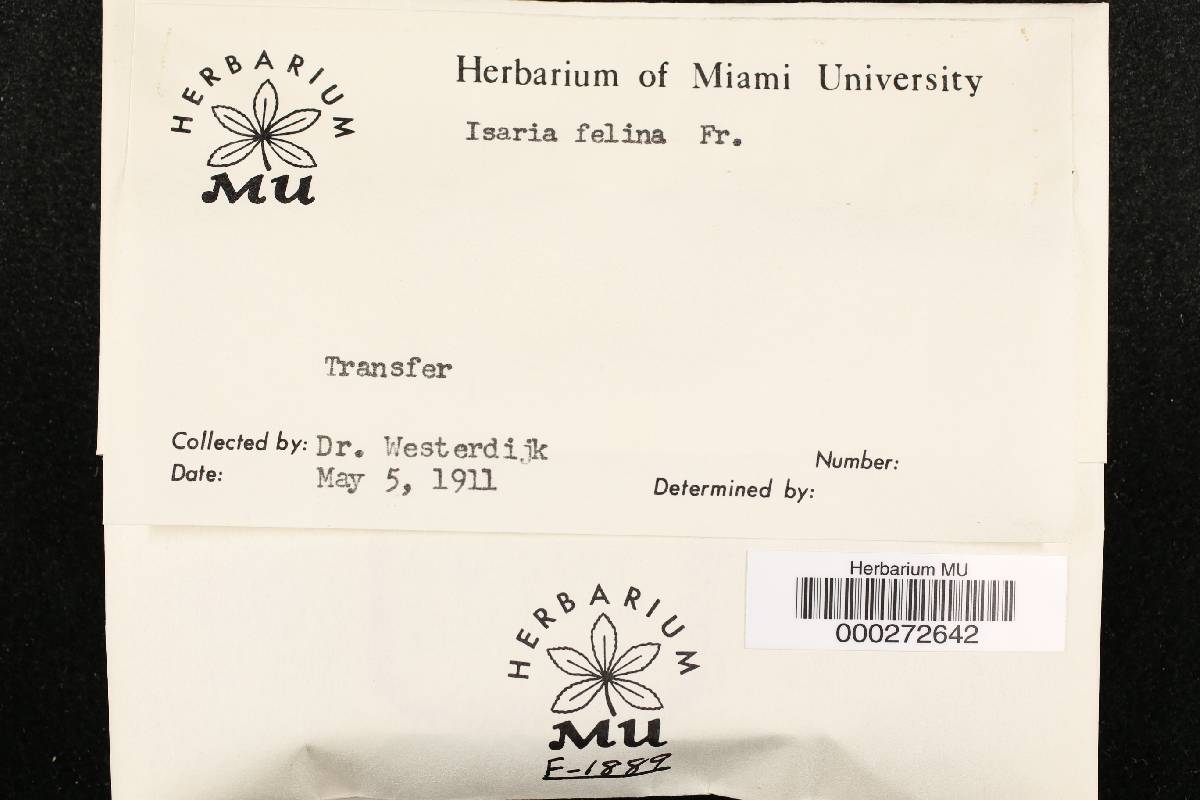 HERBARIUM
MU
Herbarium of Miami University
Isaria felina Fr.
Transfer
Collected by: Dr. Westerdijk
Date: May 5, 1911
Number:
Determined by:
Herbarium MU
000272642
HERBARIUM
MU
F-1889